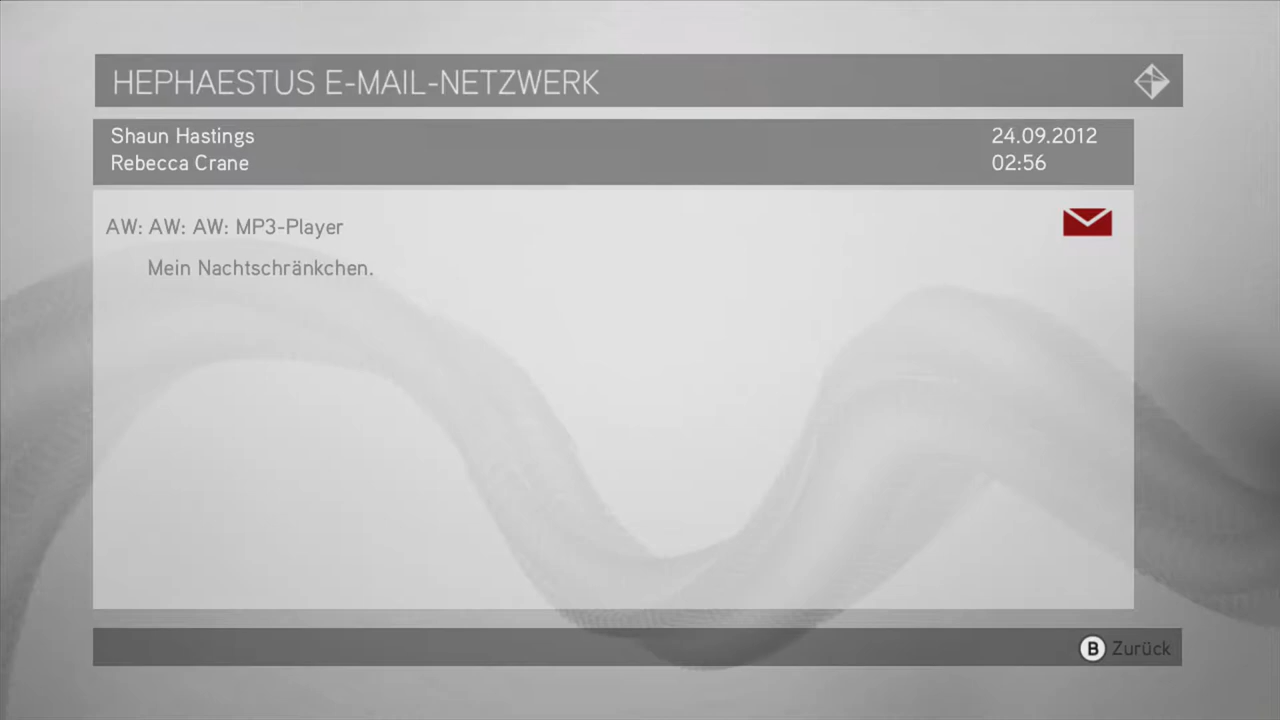 HEPHAESTUS E-MAIL-NETZWERK
Shaun Hastings
24.09.2012
Rebecca Crane
02:56
AW: AW: AW: MP3-Player
Mein Nachtschränkchen.
B Zurück